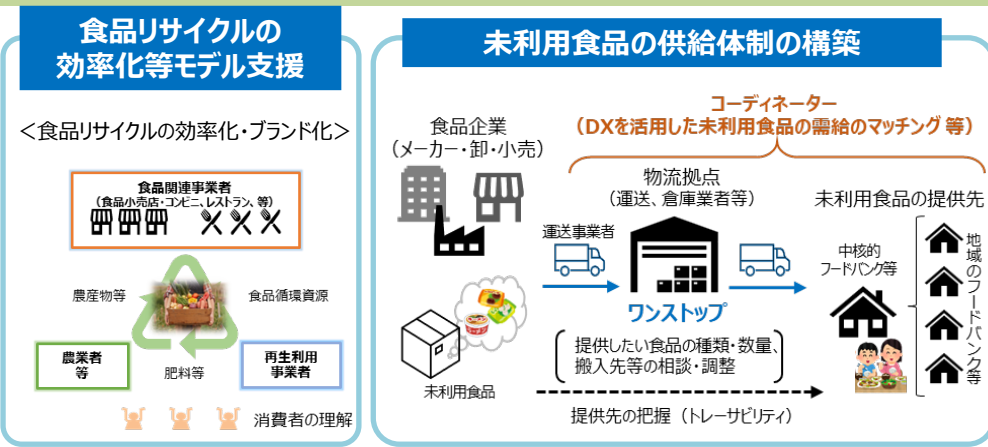 食品リサイクルの
効率化等モデル支援
＜食品リサイクルの効率化・ブランド化＞
食品関連事業者
（食品小売店・コンビニ、レストラン、等）
農産物等
食品循環資源
農業者
等
肥料等
再生利用
事業者
消費者の理解
未利用食品の供給体制の構築
コーディネーター
（DXを活用した未利用食品の需給のマッチング 等）
食品企業
（メーカー・卸・小売）
物流拠点
（運送、倉庫業者等）
未利用食品の提供先
運送事業者
中核的
フードバンク等
地域のフードバンク等
ワンストップ
提供したい食品の種類・数量、
搬入先等の相談・調整
未利用食品
提供先の把握（トレーサビリティ）